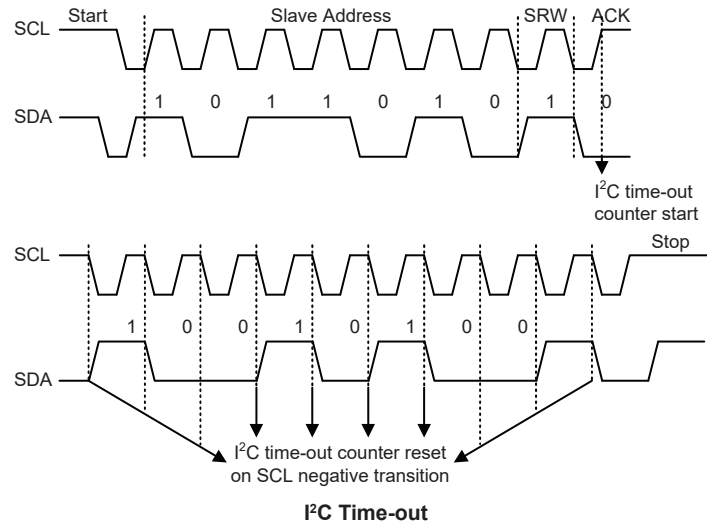 Start Slave Address SRW ACK
SCL
1 0 1 1 0 1 0 1 0
SDA
I²C time-out
counter start
Stop
SCL
1 0 0 1 0 1 0 0
SDA
I²C time-out counter reset
on SCL negative transition
I²C Time-out